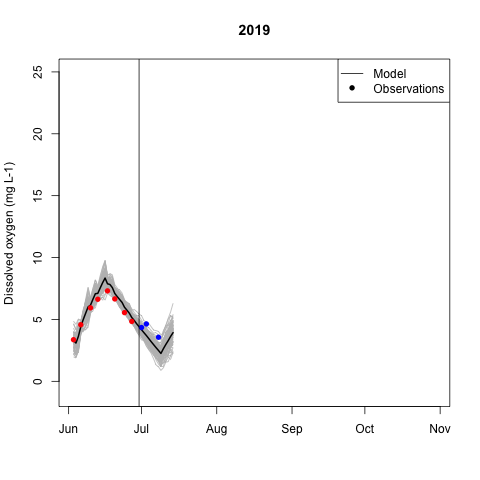 2019
Model
Observations
Dissolved oxygen (mg L-1)
25
20
15
10
5
0
Jun Jul Aug Sep Oct Nov